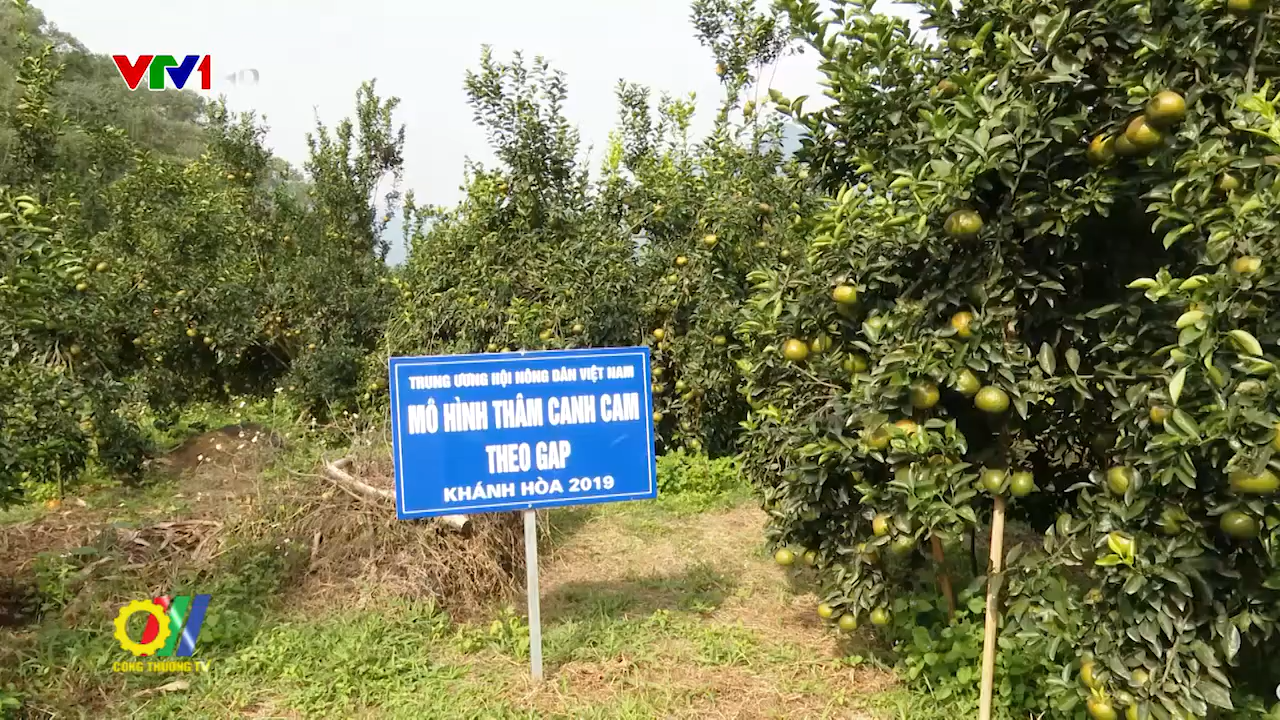 VTV1
TRUNG ƯƠNG HỘI NÔNG DÂN VIỆT NAM
MÔ HÌNH THÂM CANH CAM
THEO GAP
KHÁNH HÒA 2019
CÔNG THƯƠNG TV